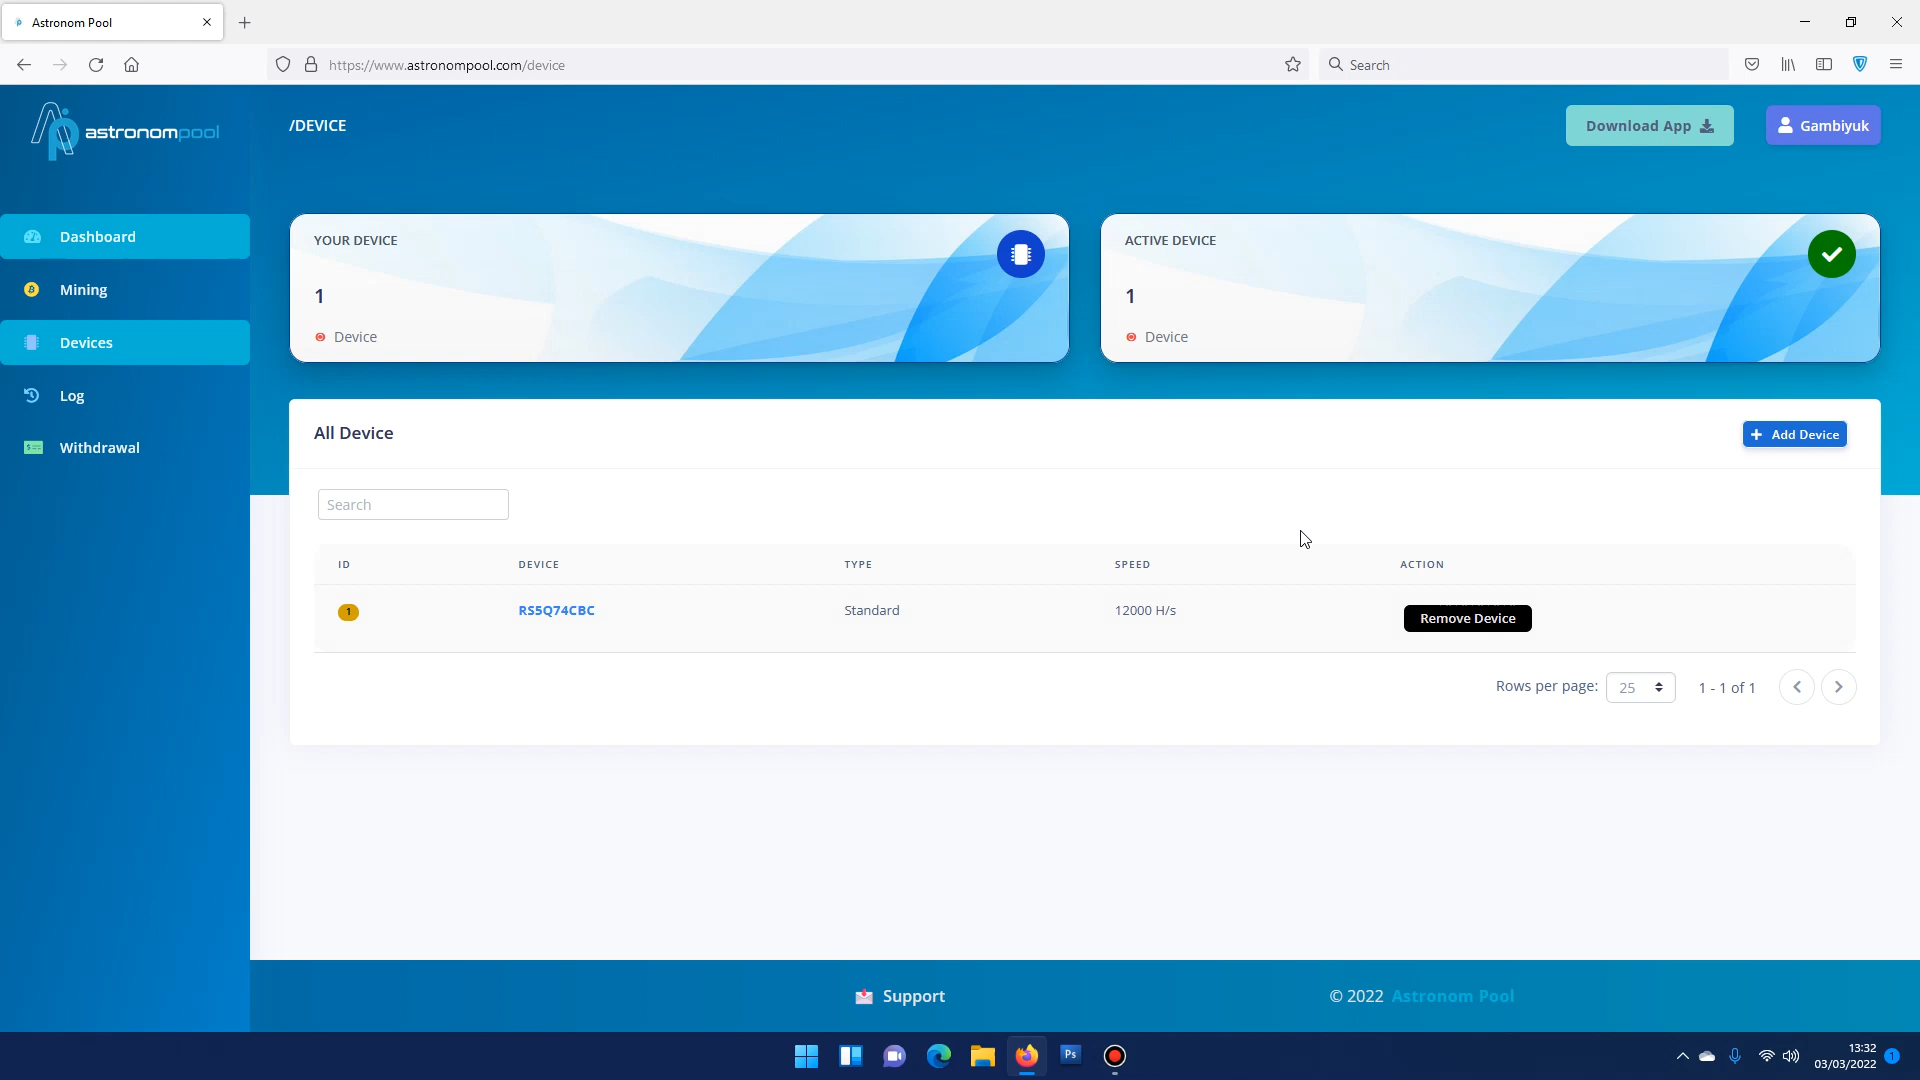 Astronom Pool
https://www.astronompool.com/device
Search
astronompool
/DEVICE
Download App
Gambiyuk
Dashboard
Mining
Devices
Log
Withdrawal
YOUR DEVICE
1
Device
ACTIVE DEVICE
1
Device
All Device
Add Device
Search
ID DEVICE TYPE SPEED ACTION
1 RS5Q74CBC Standard 12000 H/s Remove Device
Rows per page: 25 1 - 1 of 1
Support
© 2022 Astronom Pool
Ps
13:32
03/03/2022
1